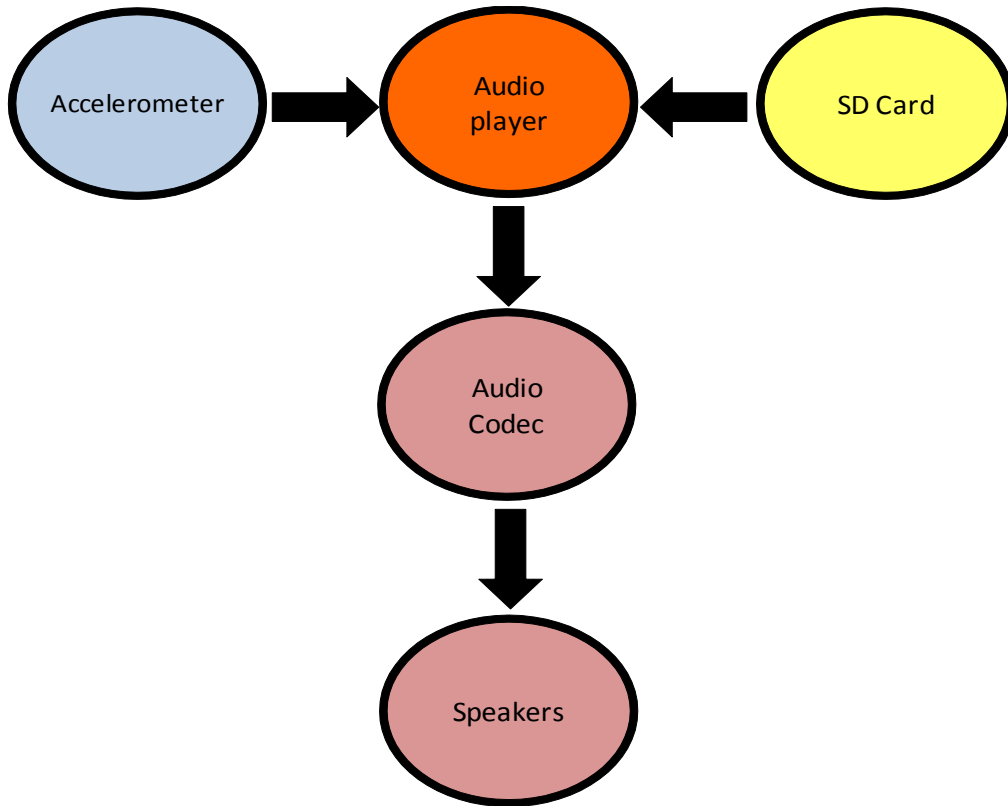 Accelerometer
Audio
player
SD Card
Audio
Codec
Speakers